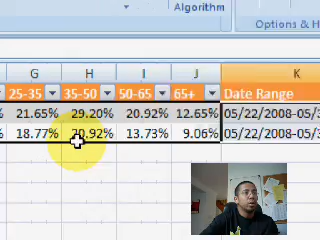 Algorithm
Options & H
G H I J K
25-35 35-50 50-65 65+ Date Range
% 21.65% 29.20% 20.92% 12.65% 05/22/2008-05/3
% 18.77% 20.92% 13.73% 9.06% 05/22/2008-05/3